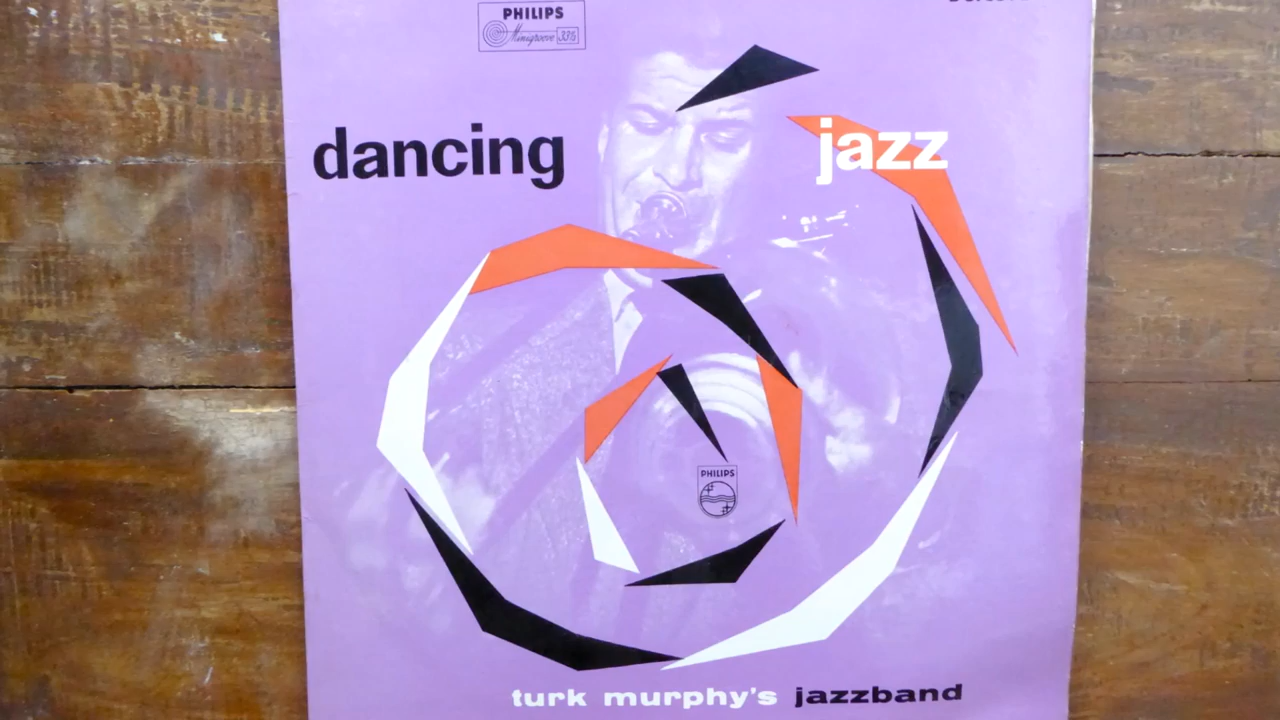 PHILIPS
Minigroove 33⅓
dancing
jazz
PHILIPS
turk murphy's jazzband